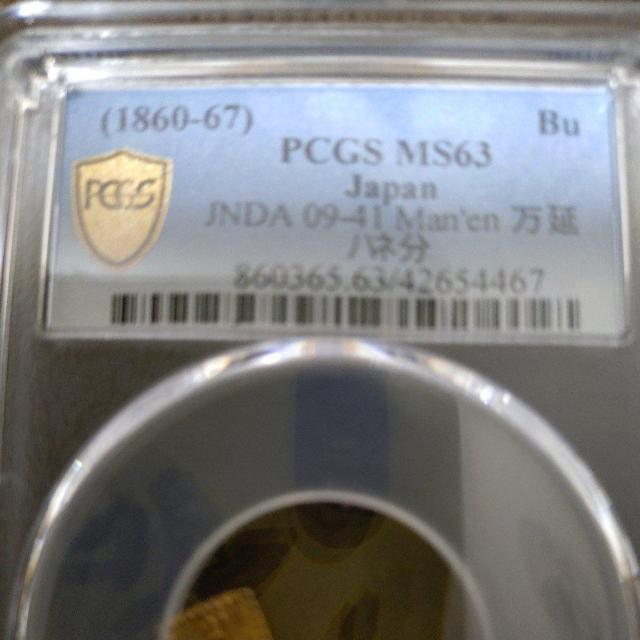 (1860-67) Bu
PCGS MS63
Japan
PCGS
JNDA 09-41 Man'en 万延
/ハネ分
860365.63/42654467